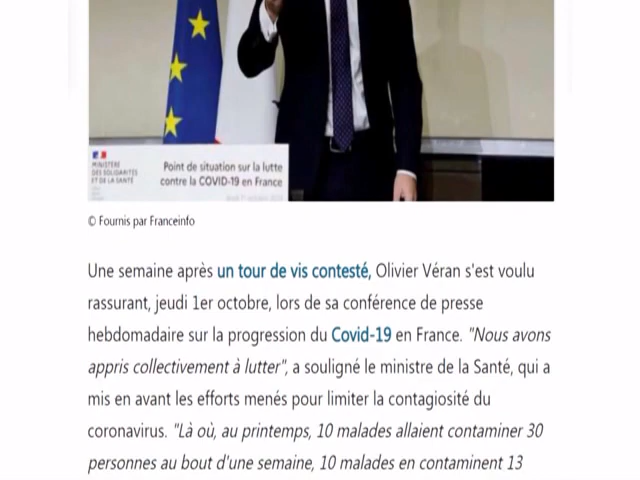 MINISTÈRE
DES SOLIDARITÉS
ET DE LA SANTÉ
Point de situation sur la lutte
contre la COVID-19 en France
© Fournis par Franceinfo
Une semaine après un tour de vis contesté, Olivier Véran s'est voulu
rassurant, jeudi 1er octobre, lors de sa conférence de presse
hebdomadaire sur la progression du Covid-19 en France. "Nous avons
appris collectivement à lutter", a souligné le ministre de la Santé, qui a
mis en avant les efforts menés pour limiter la contagiosité du
coronavirus. "Là où, au printemps, 10 malades allaient contaminer 30
personnes au bout d'une semaine, 10 malades en contaminent 13